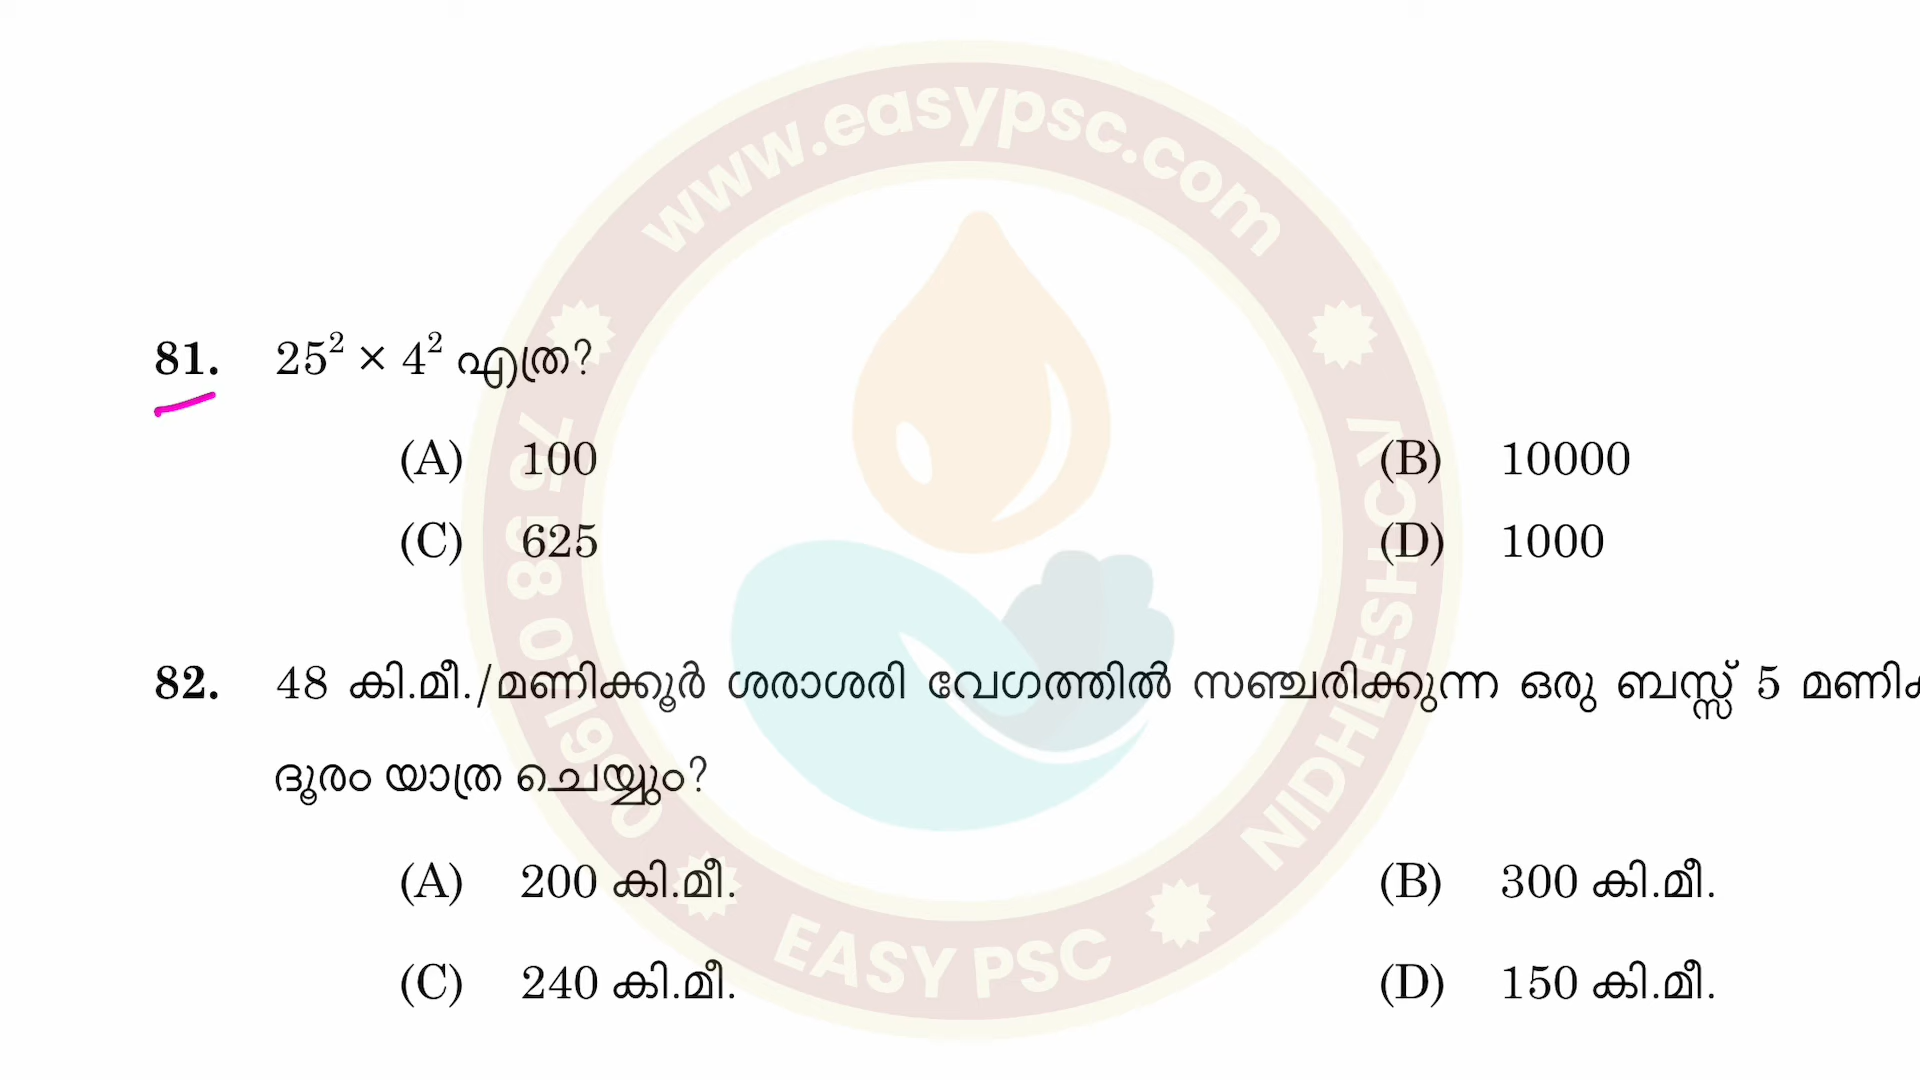 www.easypsc.com
81. 25² × 4² എത്ര?
(A) 100 (B) 10000
(C) 625 (D) 1000
82. 48 കി.മീ./മണിക്കൂർ ശരാശരി വേഗത്തിൽ സഞ്ചരിക്കുന്ന ഒരു ബസ്സ് 5
ദൂരം യാത്ര ചെയ്യും?
(A) 200 കി.മീ. (B) 300 കി.മീ.
(C) 240 കി.മീ. (D) 150 കി.മീ.
NIDHEESH C V
EASY PSC